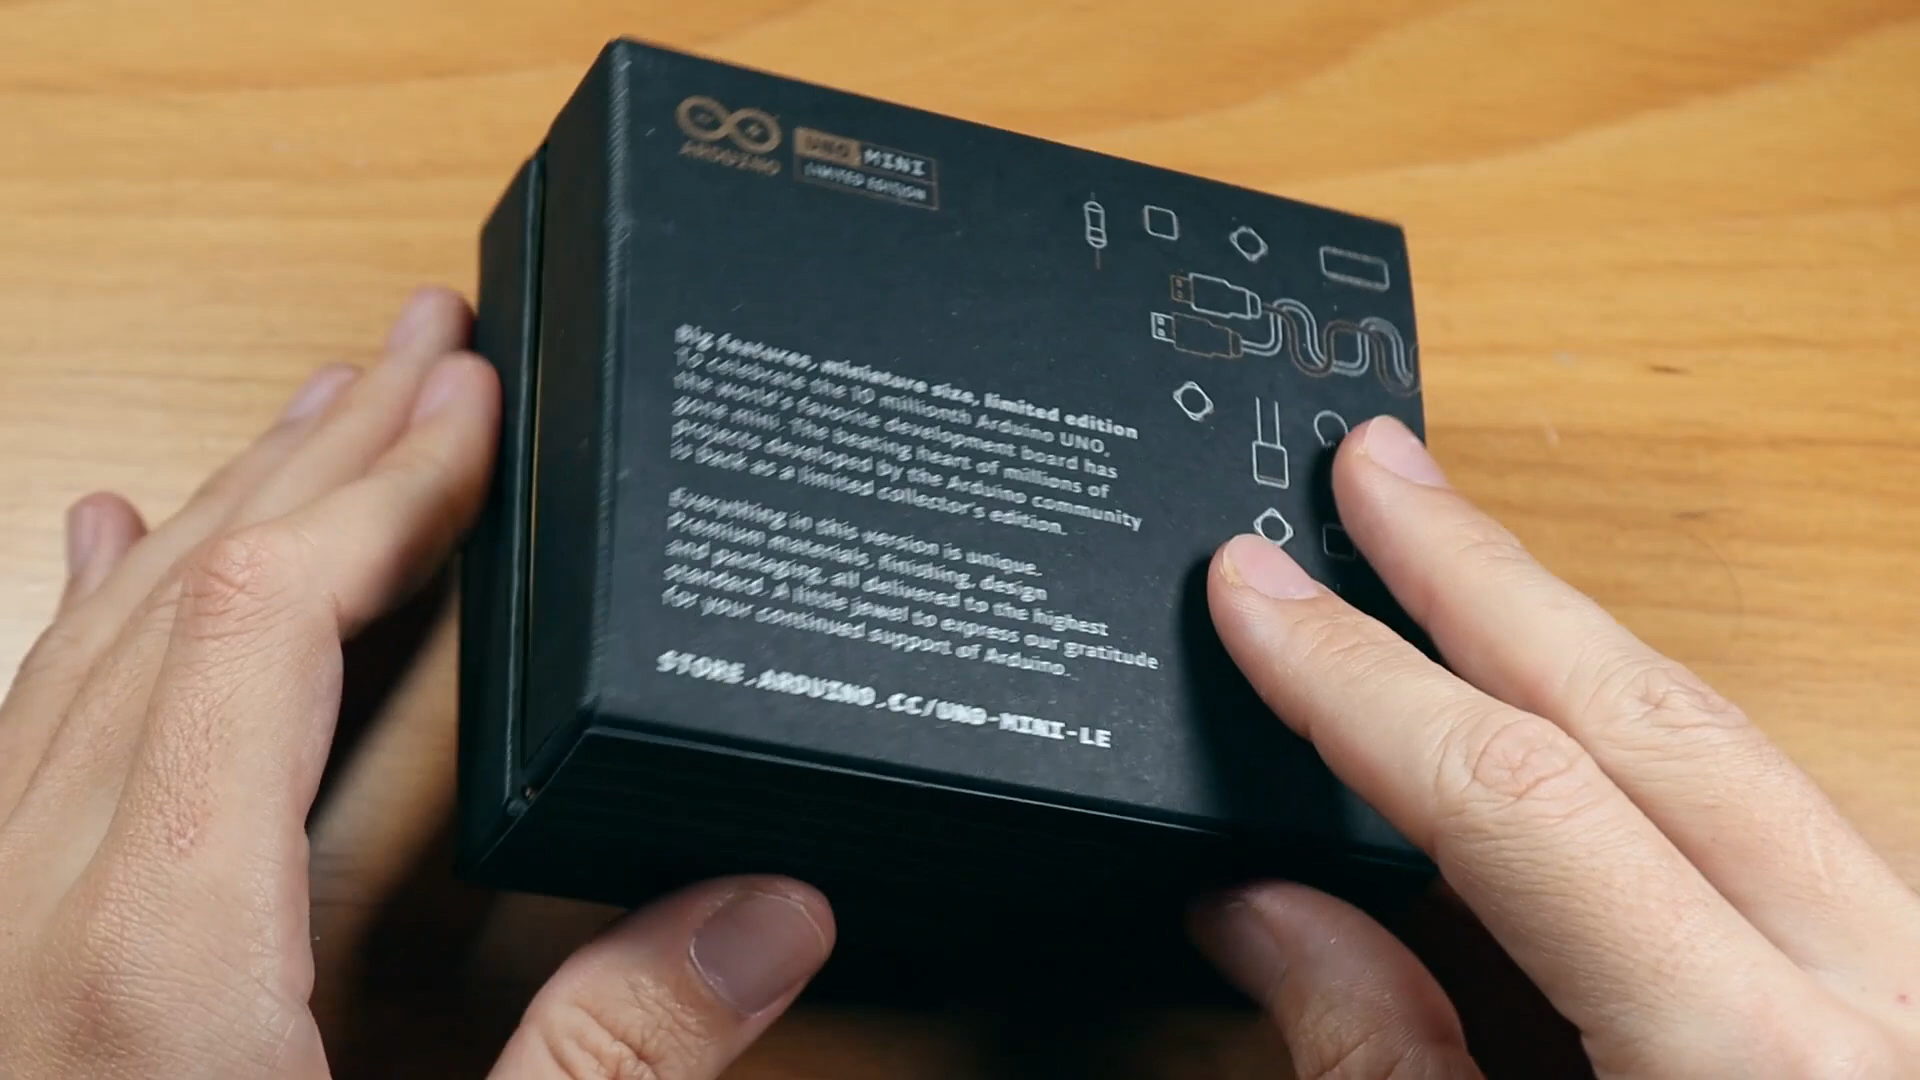 ARDUINO
UNO MINI
LIMITED EDITION
Big features, miniature size, limited edition
To celebrate the 10 millionth Arduino UNO,
the world's favorite development board has
gone mini. The beating heart of millions of
projects developed by the Arduino community
is back as a limited collector's edition.
Everything in this version is unique.
Premium materials, finishing, design
and packaging, all delivered to the highest
standard. A little jewel to express our gratitude
for your continued support of Arduino.
STORE.ARDUINO.CC/UNO-MINI-LE